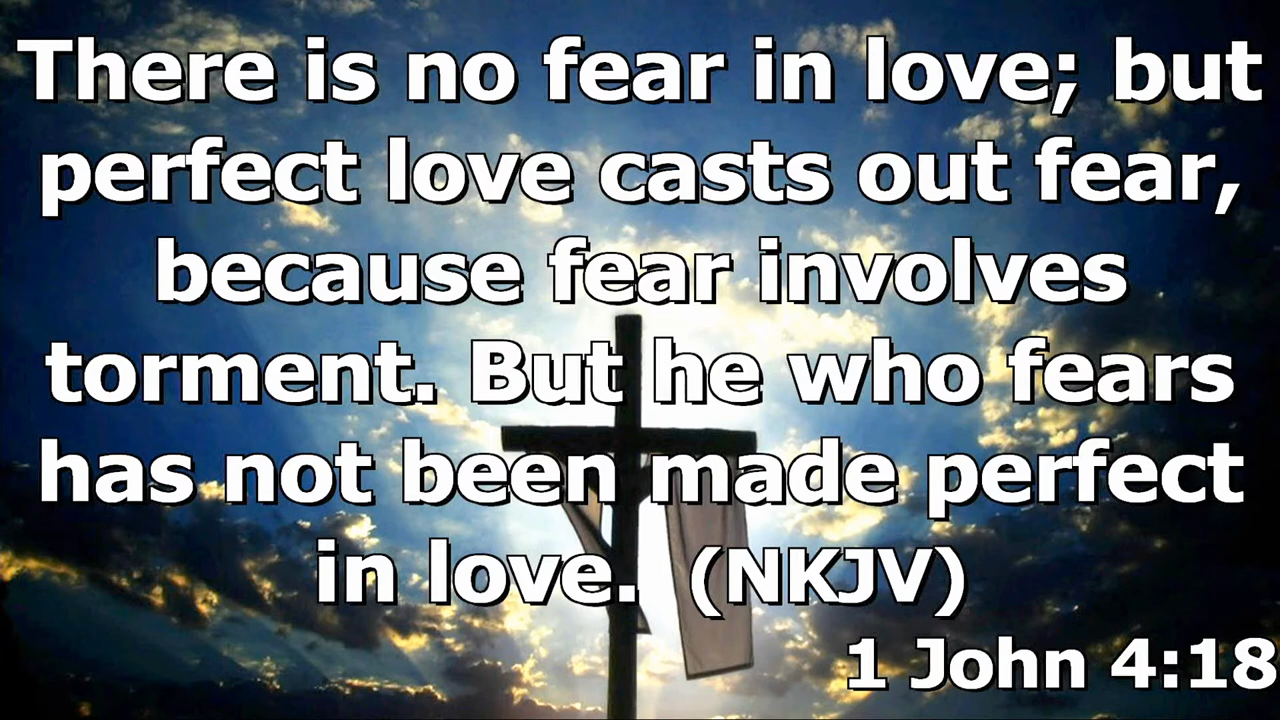 There is no fear in love; but
perfect love casts out fear,
because fear involves
torment. But he who fears
has not been made perfect
in love.  (NKJV)
1 John 4:18